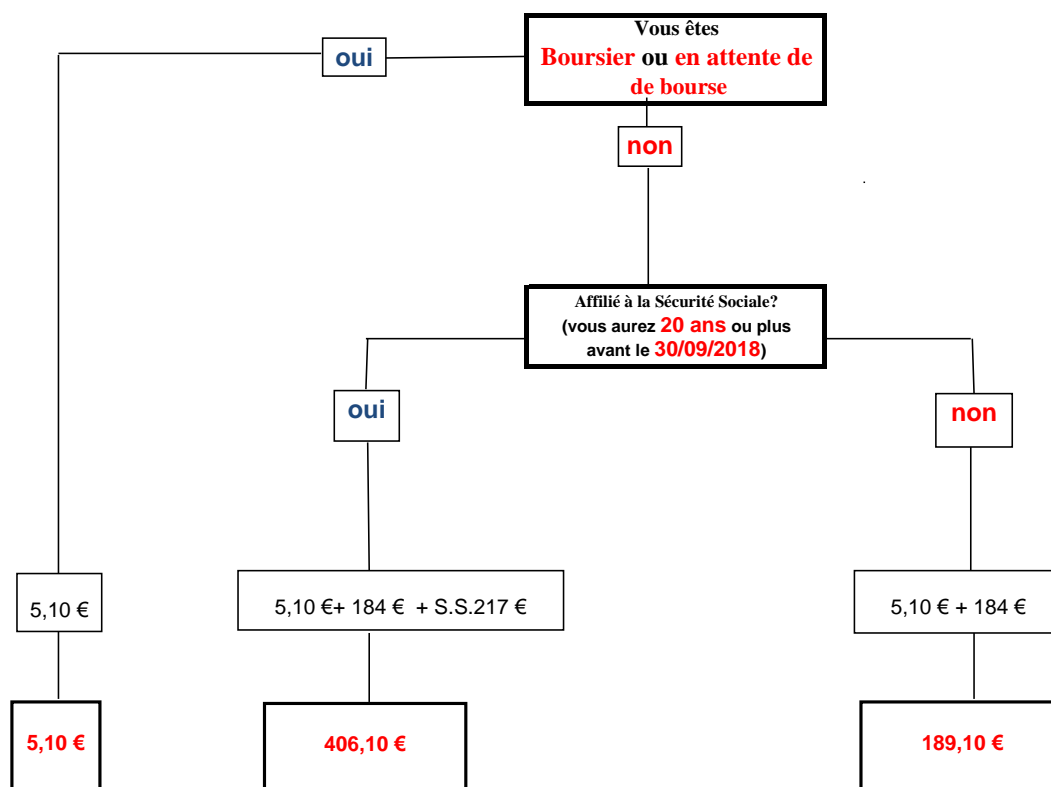 Vous êtes
Boursier ou en attente de
de bourse
oui
non
.
Affilié à la Sécurité Sociale?
(vous aurez 20 ans ou plus
avant le 30/09/2018)
oui
non
5,10 €
5,10 €+ 184 € + S.S.217 €
5,10 € + 184 €
5,10 €
406,10 €
189,10 €